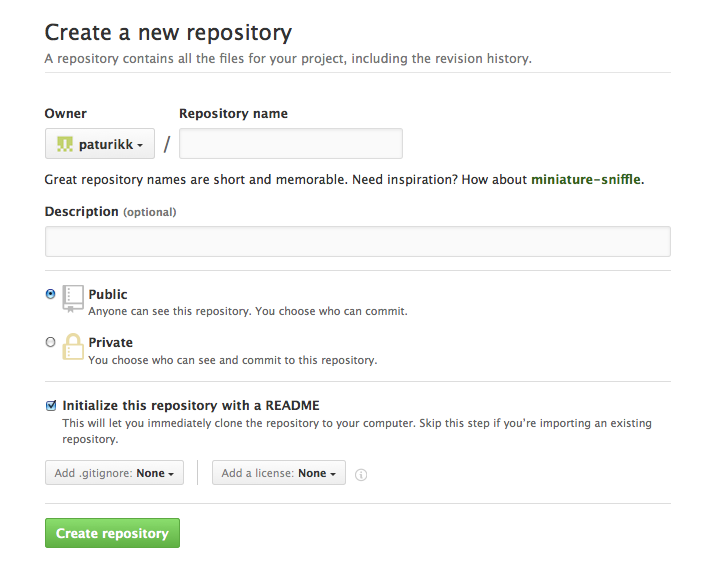 Create a new repository
A repository contains all the files for your project, including the revision history.
Owner Repository name
paturikk /
Great repository names are short and memorable. Need inspiration? How about miniature-sniffle.
Description (optional)
Public
Anyone can see this repository. You choose who can commit.
Private
You choose who can see and commit to this repository.
Initialize this repository with a README
This will let you immediately clone the repository to your computer. Skip this step if you’re importing an existing
repository.
Add .gitignore: None Add a license: None
Create repository